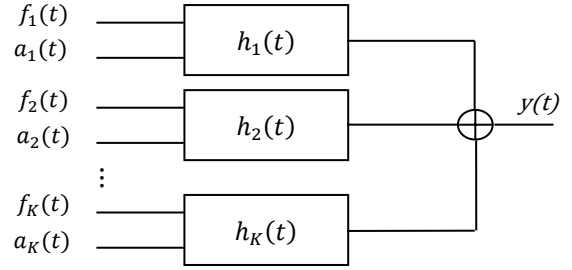 f₁(t)
a₁(t)
h₁(t)
f₂(t)
a₂(t)
h₂(t)
y(t)
⋮
f_K(t)
a_K(t)
h_K(t)